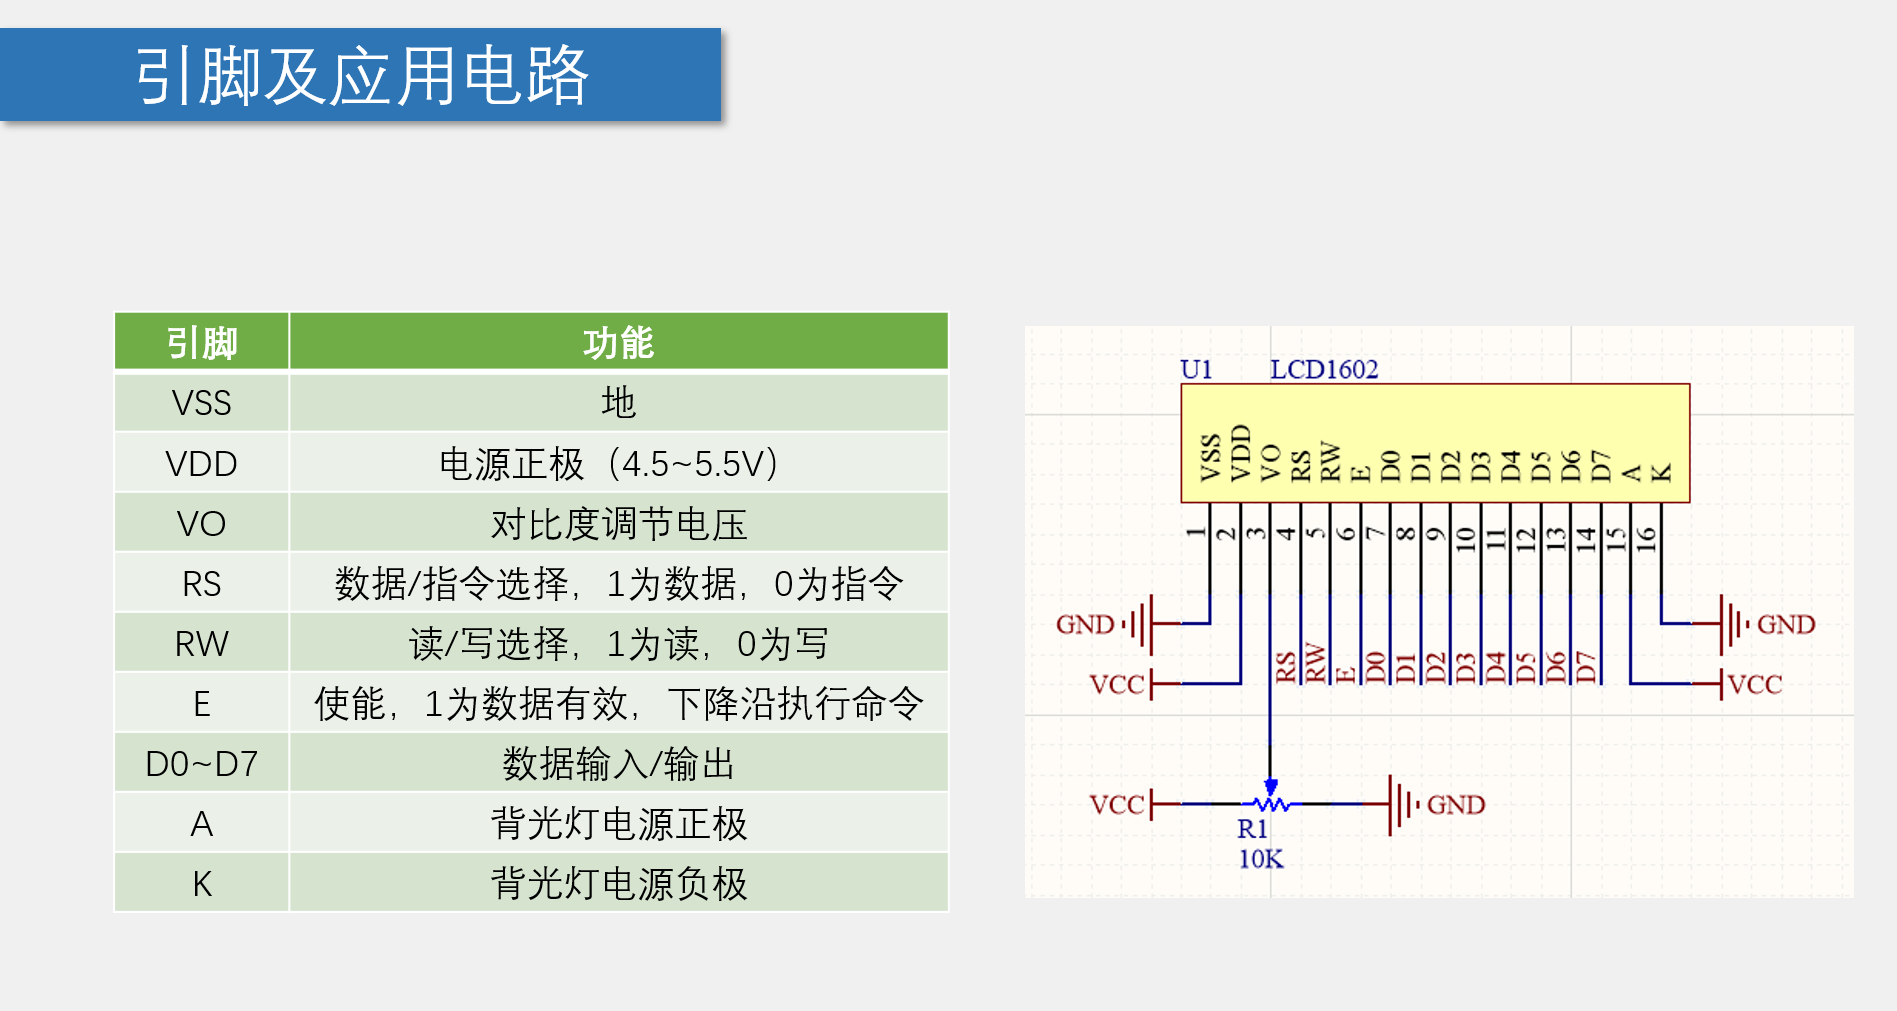 引脚及应用电路
引脚 功能
VSS 地
VDD 电源正极（4.5~5.5V）
VO 对比度调节电压
RS 数据/指令选择，1为数据，0为指令
RW 读/写选择，1为读，0为写
E 使能，1为数据有效，下降沿执行命令
D0~D7 数据输入/输出
A 背光灯电源正极
K 背光灯电源负极
U1 LCD1602
VSS VDD VO RS RW E D0 D1 D2 D3 D4 D5 D6 D7 A K
1 2 3 4 5 6 7 8 9 10 11 12 13 14 15 16
GND GND
RS RW E D0 D1 D2 D3 D4 D5 D6 D7
VCC VCC
VCC GND
R1
10K